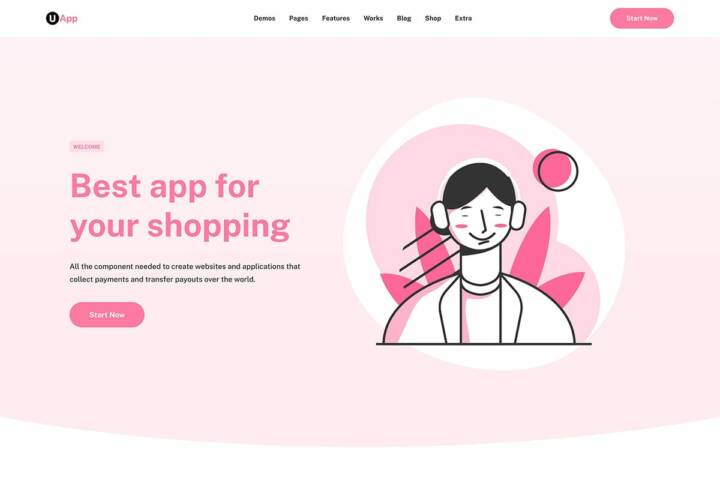 U App
Demos Pages Features Works Blog Shop Extra
Start Now
WELCOME
Best app for
your shopping
All the component needed to create websites and applications that
collect payments and transfer payouts over the world.
Start Now